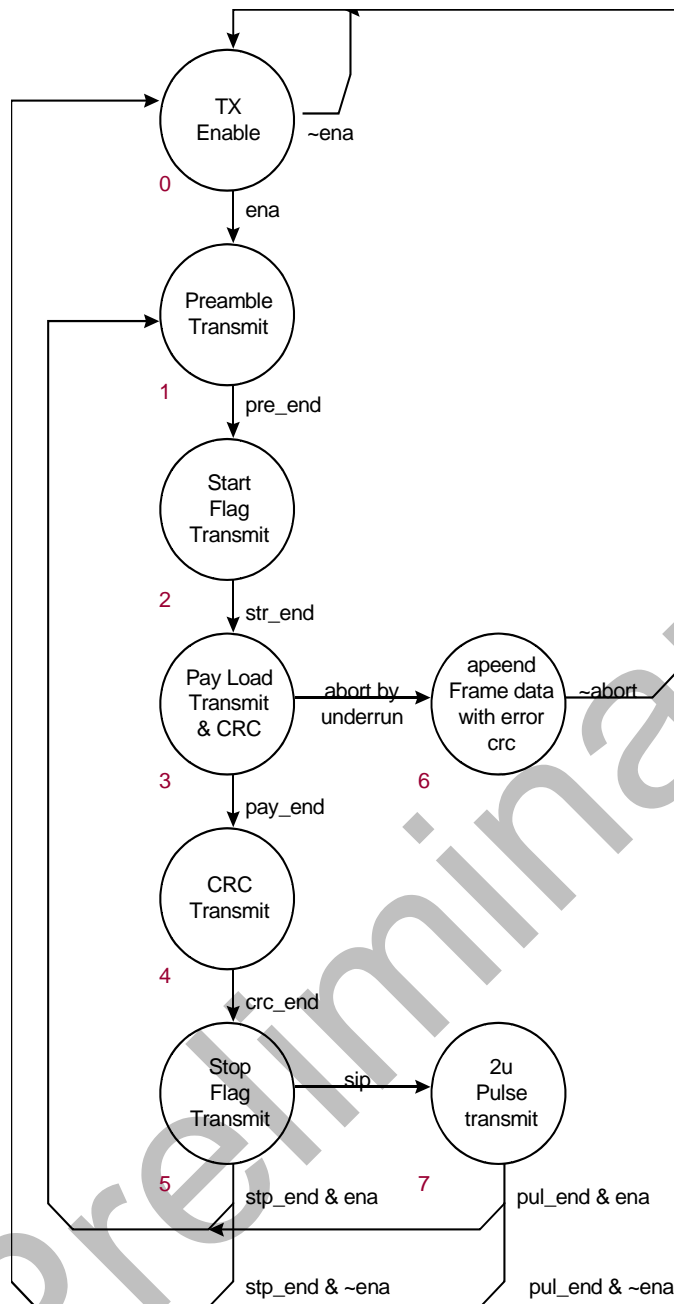 TX
Enable
~ena
0
ena
Preamble
Transmit
1
pre_end
Start
Flag
Transmit
2
str_end
Pay Load
Transmit
& CRC
abort by
underrun
apeend
Frame data
with error
crc
~abort
3
6
pay_end
CRC
Transmit
4
crc_end
Stop
Flag
Transmit
sip
2u
Pulse
transmit
5
stp_end & ena
7
pul_end & ena
stp_end & ~ena
pul_end & ~ena
Prelimina